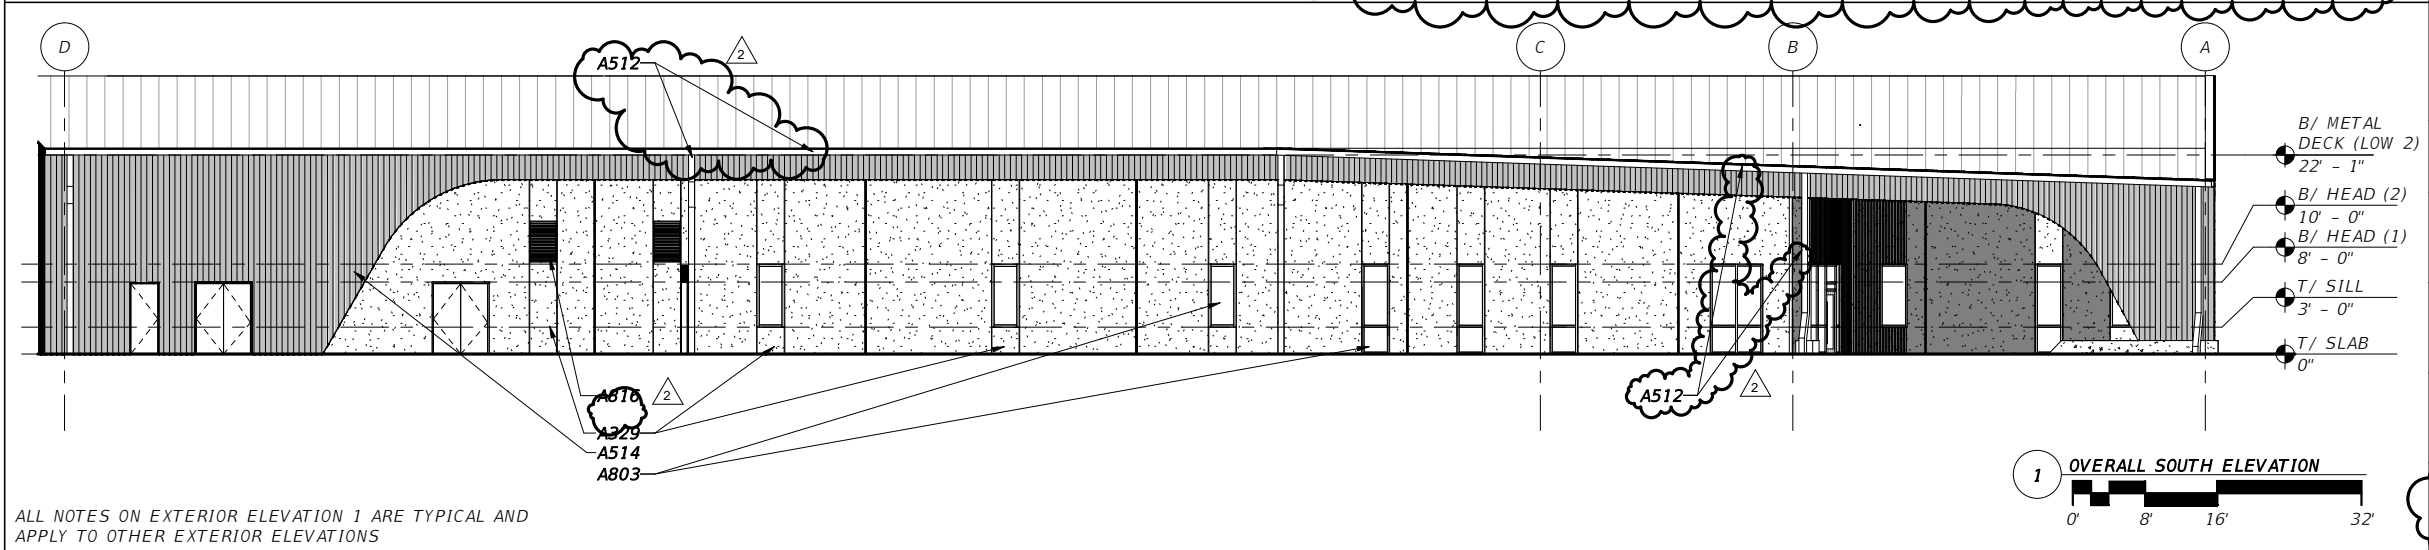 D
C
B
A
A512
2
B/ METAL
DECK (LOW 2)
22' - 1"
B/ HEAD (2)
10' - 0"
B/ HEAD (1)
8' - 0"
T/ SILL
3' - 0"
T/ SLAB
0"
A816
2
A329
A514
A803
A512
2
1
OVERALL SOUTH ELEVATION
0' 8' 16' 32'
ALL NOTES ON EXTERIOR ELEVATION 1 ARE TYPICAL AND
APPLY TO OTHER EXTERIOR ELEVATIONS